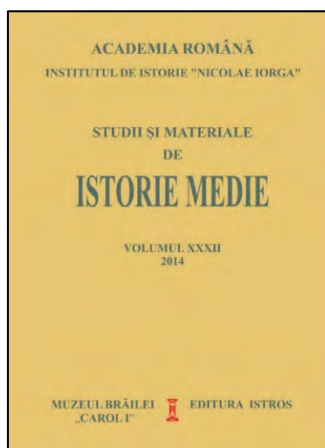 ACADEMIA ROMÂNĂ
INSTITUTUL DE ISTORIE "NICOLAE IORGA"
STUDII ŞI MATERIALE
DE
ISTORIE MEDIE
VOLUMUL XXXII
2014
MUZEUL BRĂILEI EDITURA ISTROS
„CAROL I"